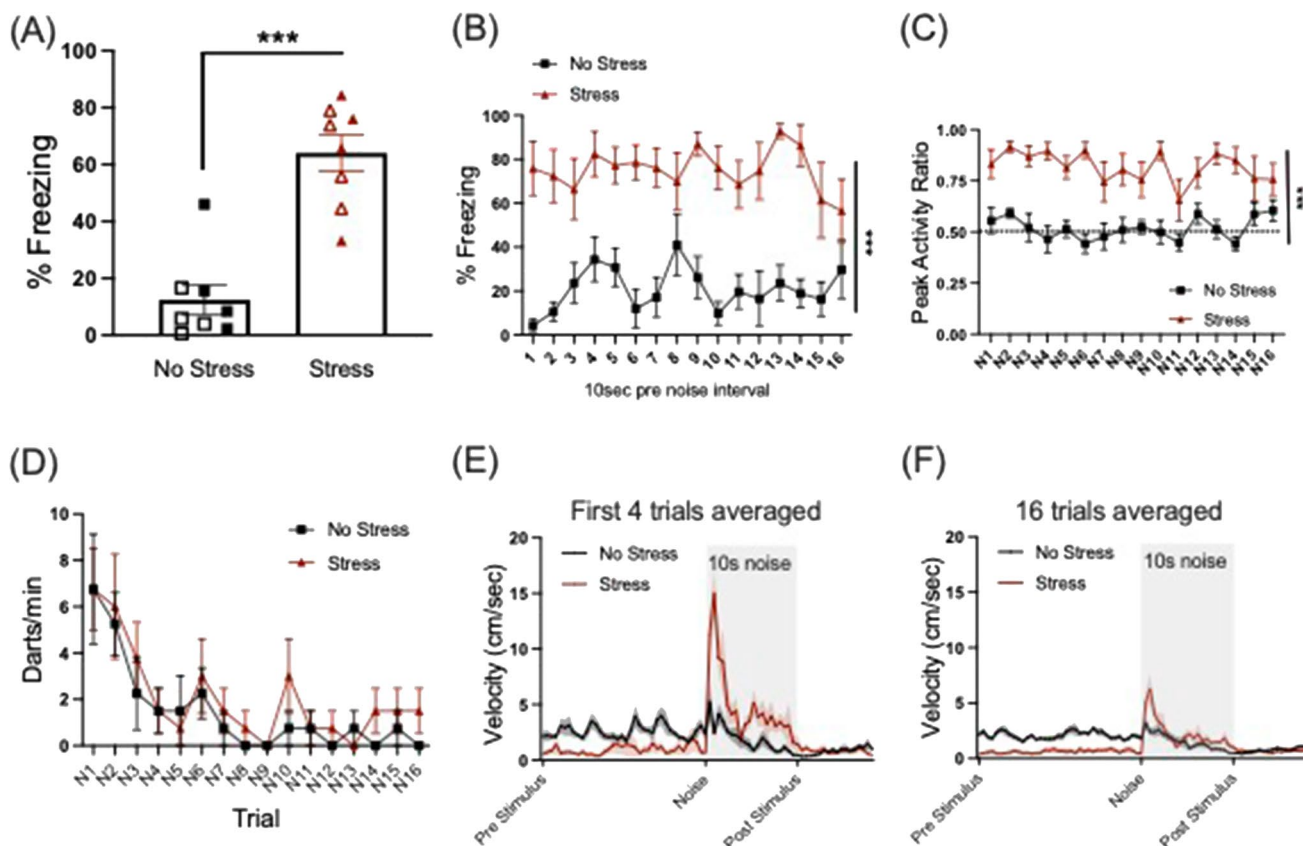 (A)
***
% Freezing
100
80
60
40
20
0
No Stress
Stress
(B)
No Stress
Stress
% Freezing
100
80
60
40
20
0
***
1
2
3
4
5
6
7
8
9
10
11
12
13
14
15
16
10sec pre noise interval
(C)
Peak Activity Ratio
1.00
0.75
0.50
0.25
0.00
***
No Stress
Stress
N1
N2
N3
N4
N5
N6
N7
N8
N9
N10
N11
N12
N13
N14
N15
N16
(D)
Darts/min
10
8
6
4
2
0
No Stress
Stress
N1
N2
N3
N4
N5
N6
N7
N8
N9
N10
N11
N12
N13
N14
N15
N16
Trial
(E)
First 4 trials averaged
Velocity (cm/sec)
20
15
10
5
0
No Stress
Stress
10s noise
Pre Stimulus
Noise
Post Stimulus
(F)
16 trials averaged
Velocity (cm/sec)
20
15
10
5
0
No Stress
Stress
10s noise
Pre Stimulus
Noise
Post Stimulus